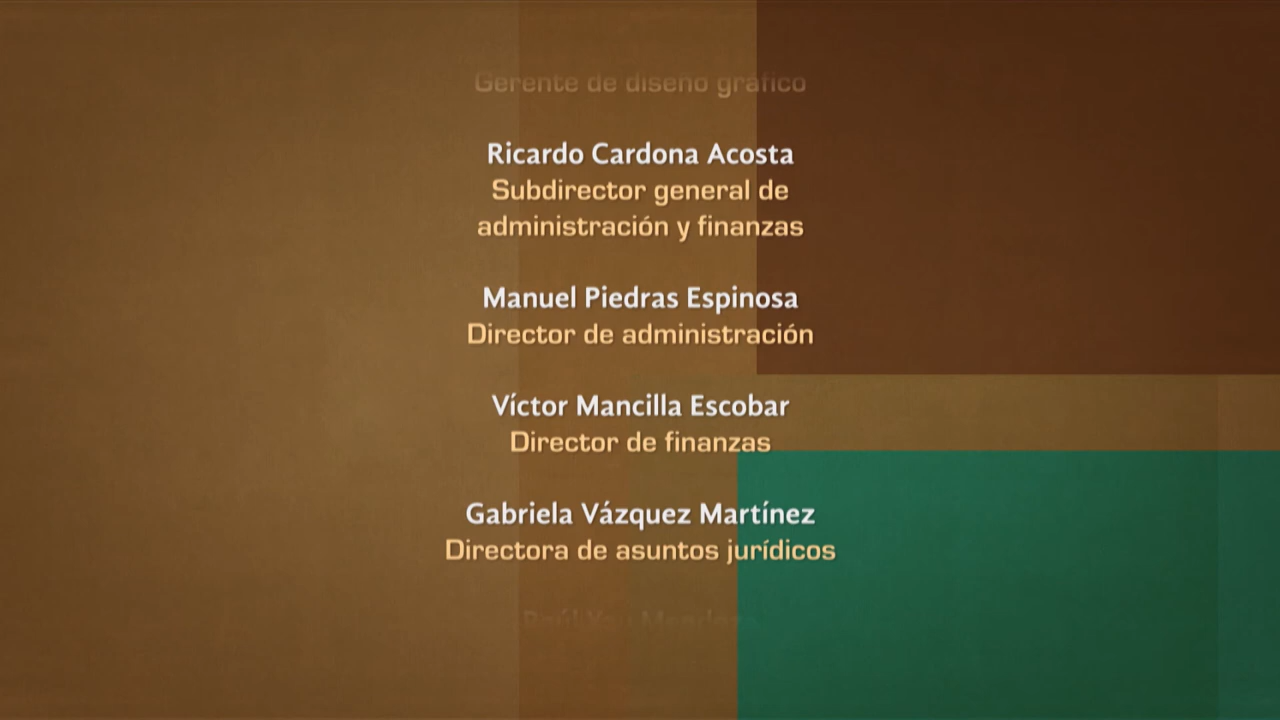 Gerente de diseño gráfico
Ricardo Cardona Acosta
Subdirector general de
administración y finanzas
Manuel Piedras Espinosa
Director de administración
Víctor Mancilla Escobar
Director de finanzas
Gabriela Vázquez Martínez
Directora de asuntos jurídicos
Raúl